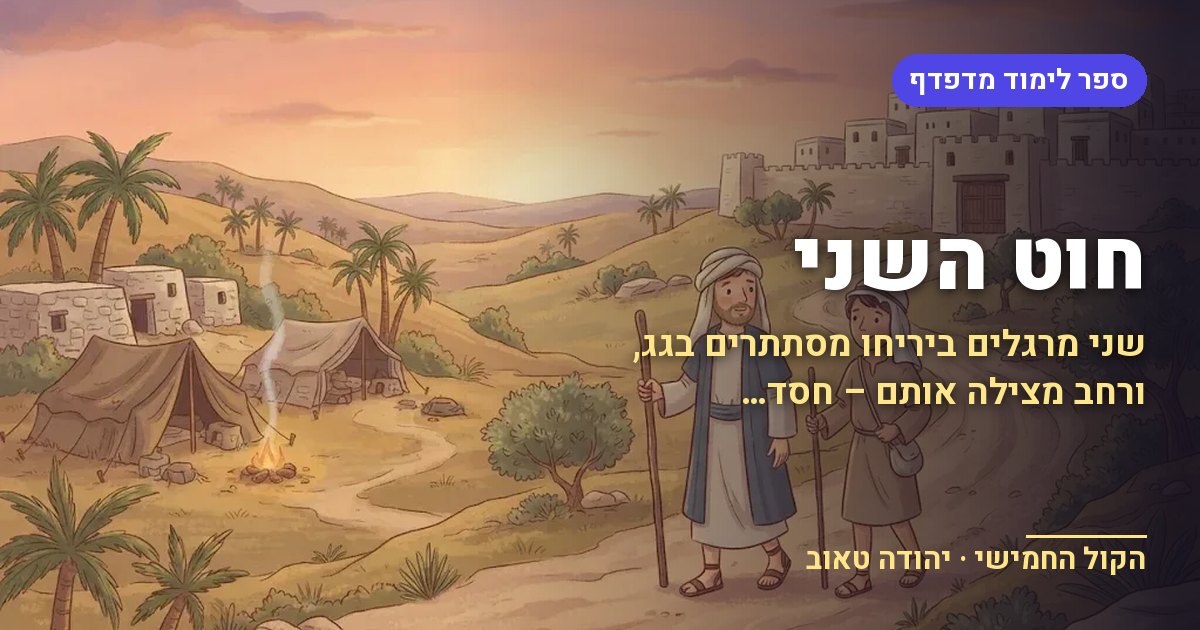 ספר לימוד מדפדף
חוט השני
שני מרגלים ביריחו מסתתרים בגג,
ורחב מצילה אותם – חסד...
הקול החמישי · יהודה טאוב